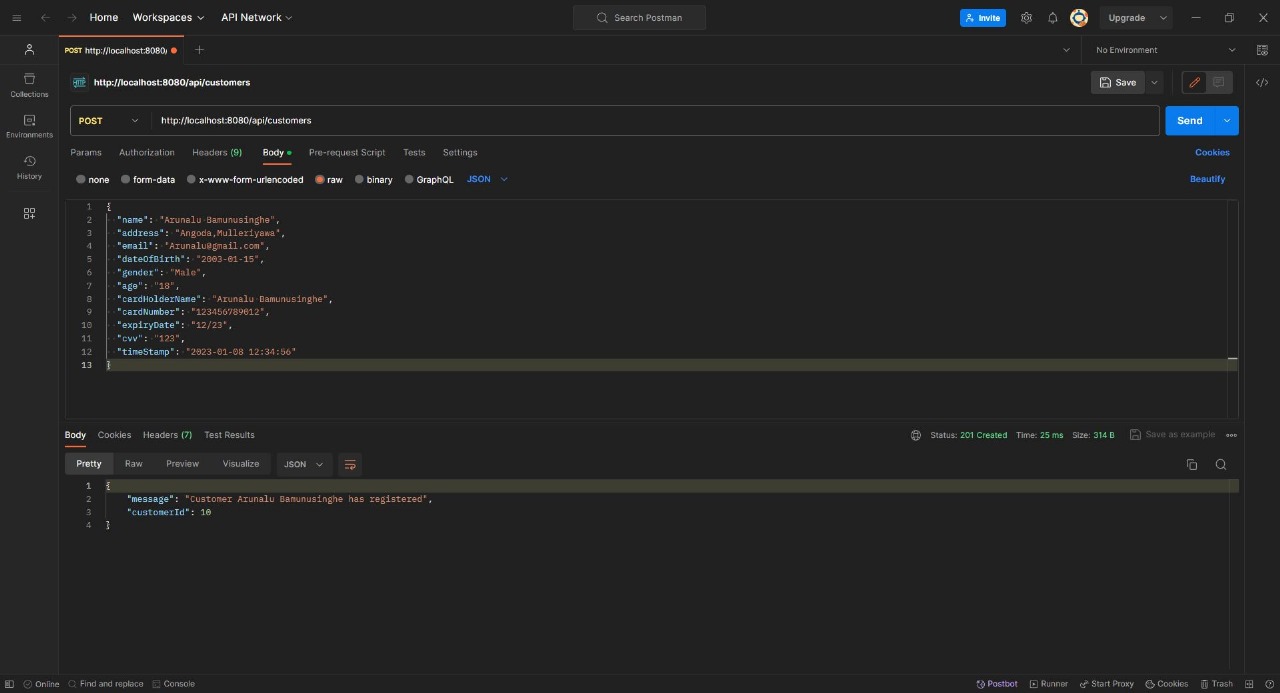 Home Workspaces API Network Search Postman Invite Upgrade
POST http://localhost:8080/ No Environment
http://localhost:8080/api/customers Save
Collections
POST http://localhost:8080/api/customers Send
Environments
Params Authorization Headers (9) Body Pre-request Script Tests Settings Cookies
History
none form-data x-www-form-urlencoded raw binary GraphQL JSON Beautify
1 {
2 "name": "Arunalu Bamunusinghe",
3 "address": "Angoda,Mulleriyawa",
4 "email": "Arunalu@gmail.com",
5 "dateOfBirth": "2003-01-15",
6 "gender": "Male",
7 "age": "18",
8 "cardHolderName": "Arunalu Bamunusinghe",
9 "cardNumber": "123456789012",
10 "expiryDate": "12/23",
11 "cvv": "123",
12 "timeStamp": "2023-01-08 12:34:56"
13 }
Body Cookies Headers (7) Test Results Status: 201 Created Time: 25 ms Size: 314 B Save as example
Pretty Raw Preview Visualize JSON
1 {
2 "message": "Customer Arunalu Bamunusinghe has registered",
3 "customerId": 10
4 }
Online Find and replace Console Postbot Runner Start Proxy Cookies Trash